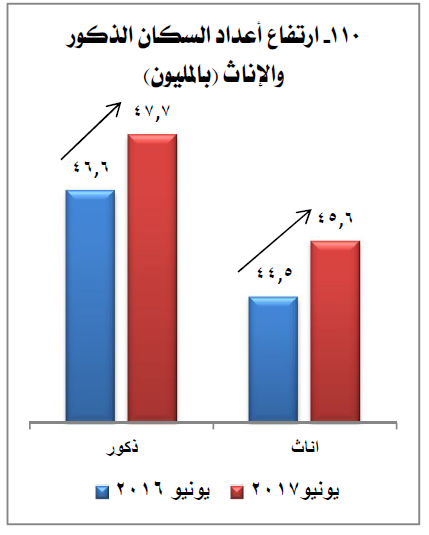 ١١٠ـ ارتفاع أعداد السكان الذكور
والإناث (بالمليون)
٤٧,٧
٤٦,٦
٤٥,٦
٤٤,٥
ذكور
اناث
يونيو ٢٠١٦
يونيو٢٠١٧